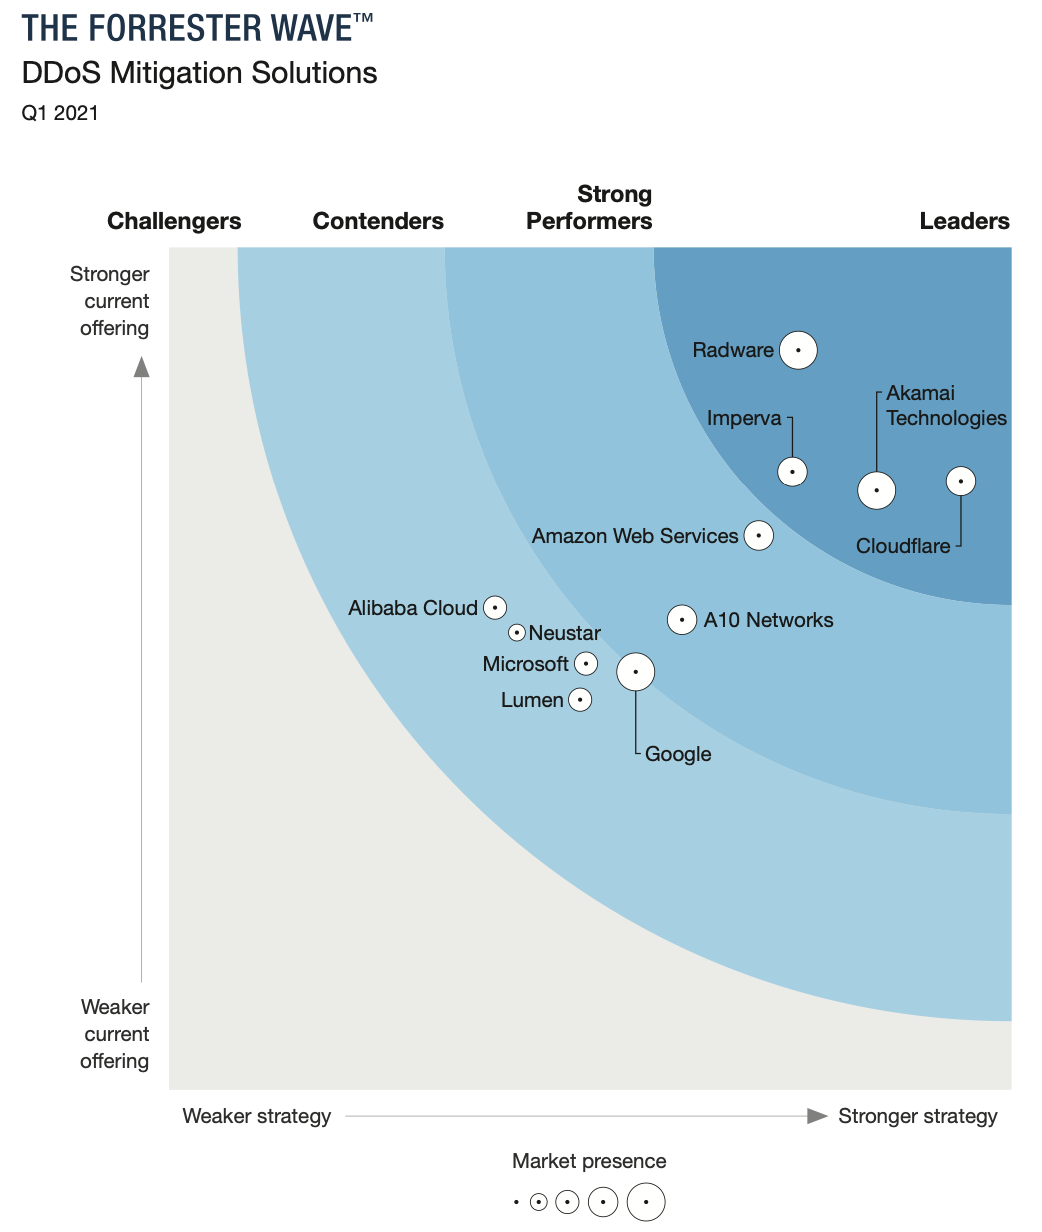 THE FORRESTER WAVE™
DDoS Mitigation Solutions
Q1 2021
Challengers
Contenders
Strong
Performers
Leaders
Stronger
current
offering
Radware
Akamai
Technologies
Imperva
Amazon Web Services
Cloudflare
Alibaba Cloud
A10 Networks
Neustar
Microsoft
Lumen
Google
Weaker
current
offering
Weaker strategy
Stronger strategy
Market presence